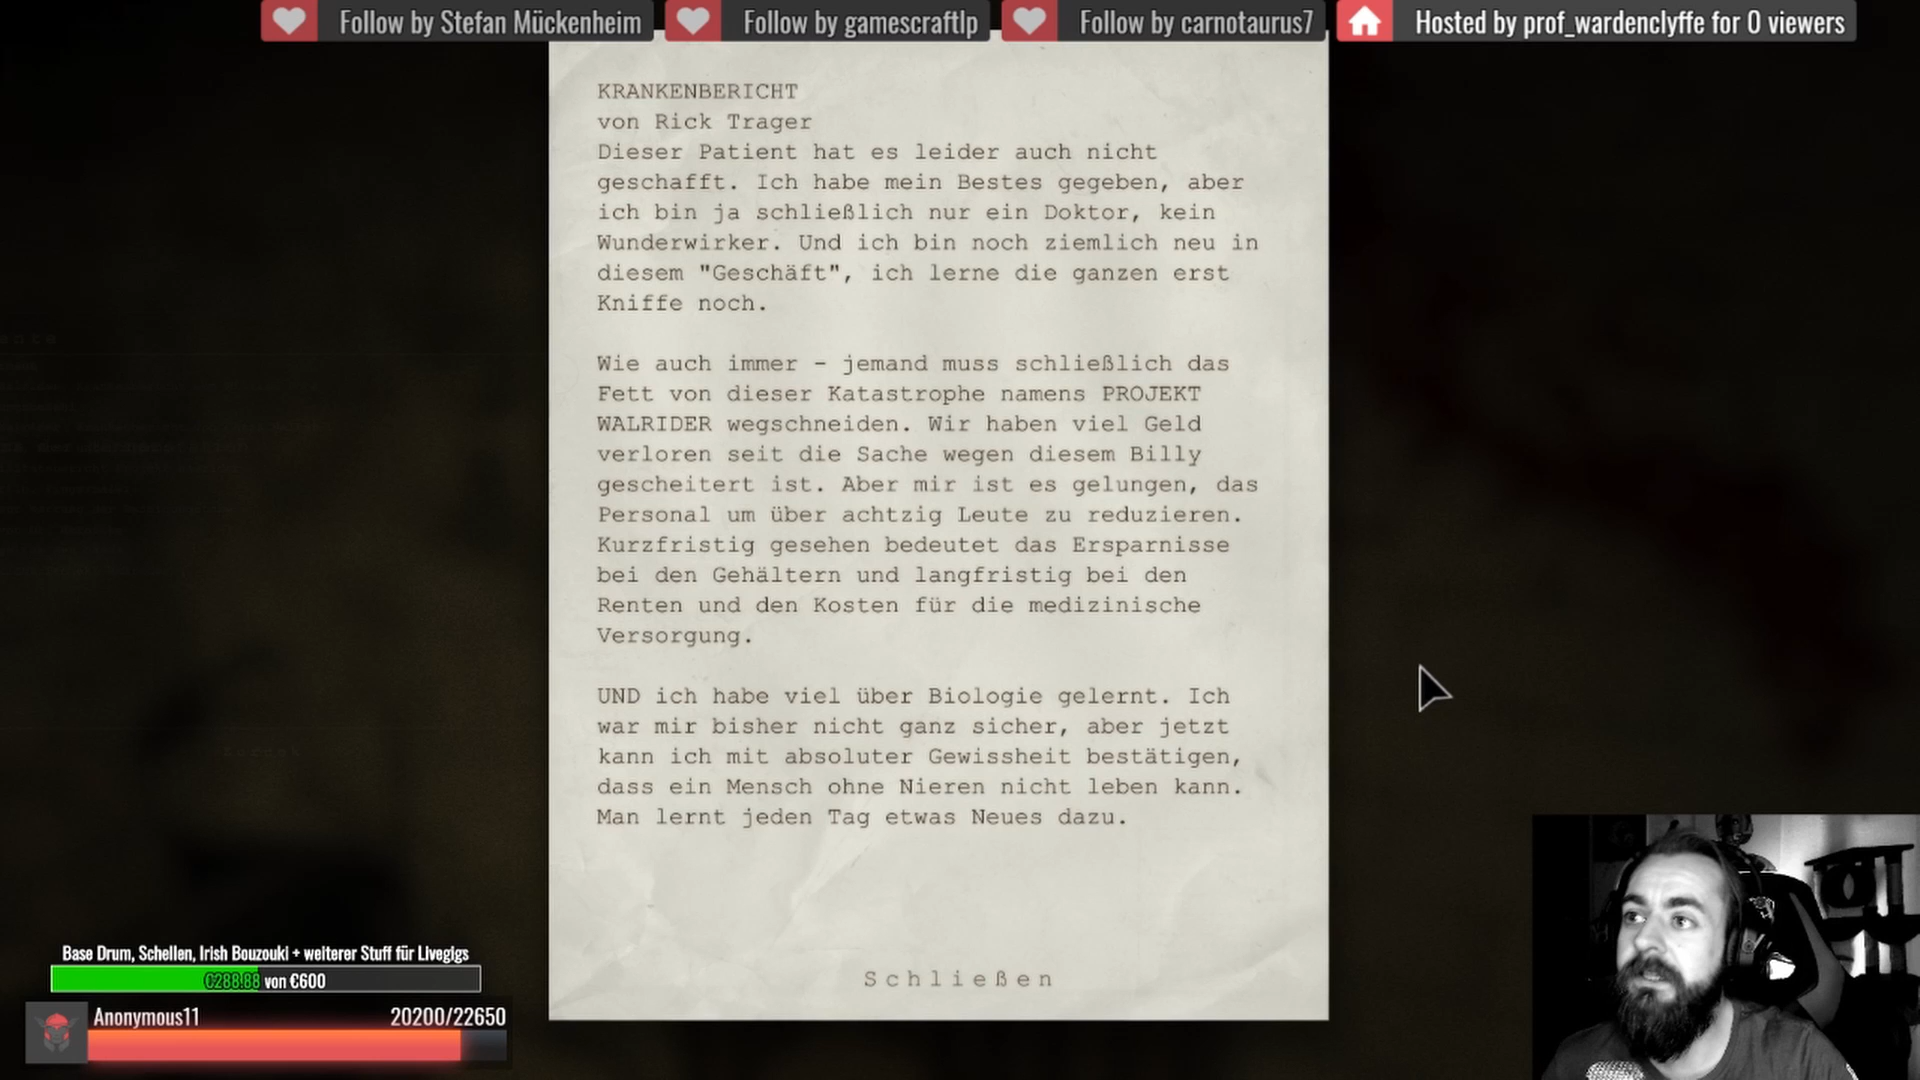 Follow by Stefan Mückenheim
Follow by gamescraftlp
Follow by carnotaurus7
Hosted by prof_wardenclyffe for 0 viewers
KRANKENBERICHT
von Rick Trager
Dieser Patient hat es leider auch nicht
geschafft. Ich habe mein Bestes gegeben, aber
ich bin ja schließlich nur ein Doktor, kein
Wunderwirker. Und ich bin noch ziemlich neu in
diesem "Geschäft", ich lerne die ganzen erst
Kniffe noch.
Wie auch immer - jemand muss schließlich das
Fett von dieser Katastrophe namens PROJEKT
WALRIDER wegschneiden. Wir haben viel Geld
verloren seit die Sache wegen diesem Billy
gescheitert ist. Aber mir ist es gelungen, das
Personal um über achtzig Leute zu reduzieren.
Kurzfristig gesehen bedeutet das Ersparnisse
bei den Gehältern und langfristig bei den
Renten und den Kosten für die medizinische
Versorgung.
UND ich habe viel über Biologie gelernt. Ich
war mir bisher nicht ganz sicher, aber jetzt
kann ich mit absoluter Gewissheit bestätigen,
dass ein Mensch ohne Nieren nicht leben kann.
Man lernt jeden Tag etwas Neues dazu.
Schließen
Base Drum, Schellen, Irish Bouzouki + weiterer Stuff für Livegigs
€288.88 von €600
Anonymous11 20200/22650